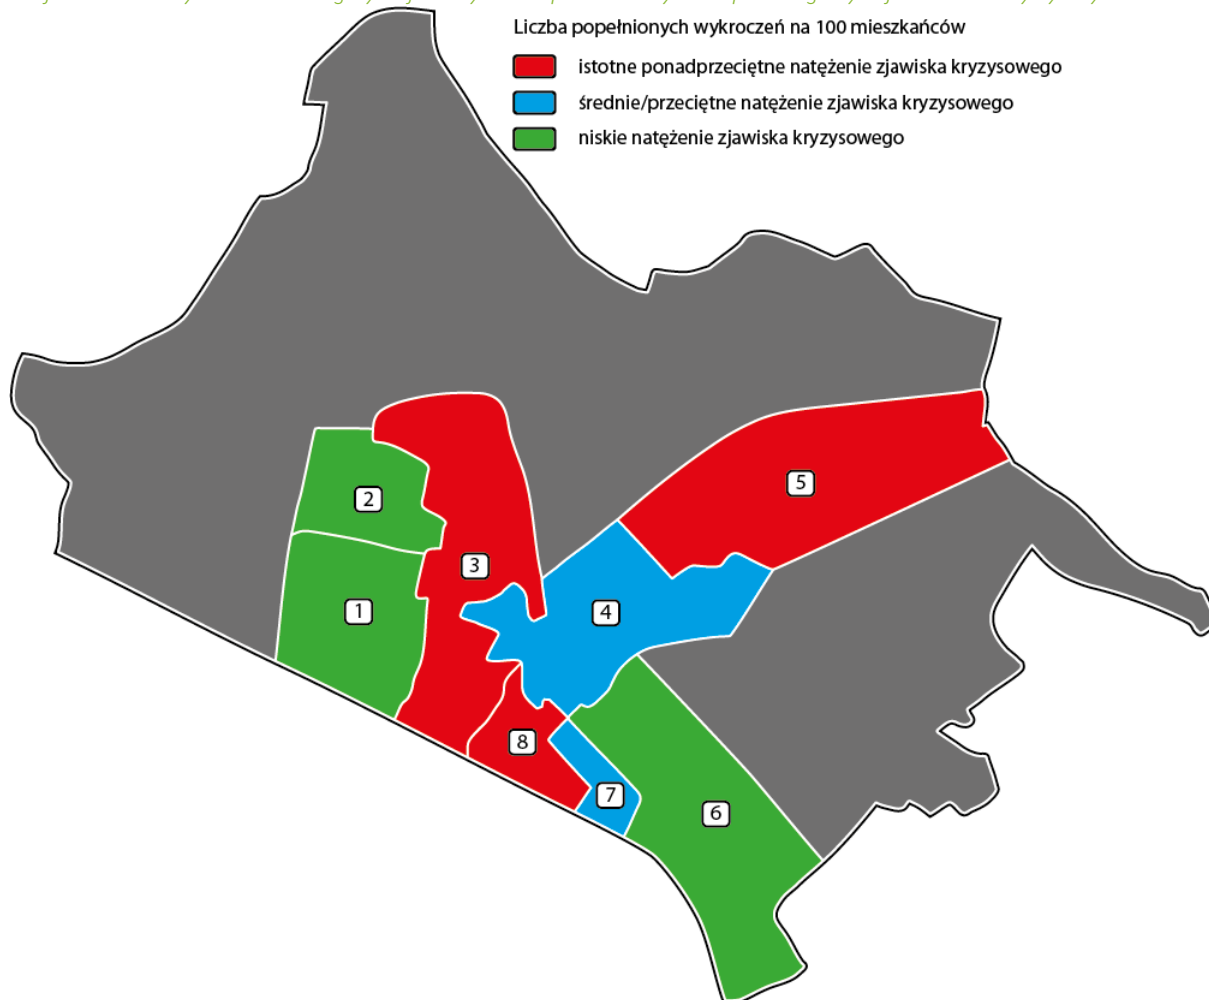 Liczba popełnionych wykroczeń na 100 mieszkańców
istotne ponadprzeciętne natężenie zjawiska kryzysowego
średnie/przeciętne natężenie zjawiska kryzysowego
niskie natężenie zjawiska kryzysowego
5
2
3
1
4
8
7
6